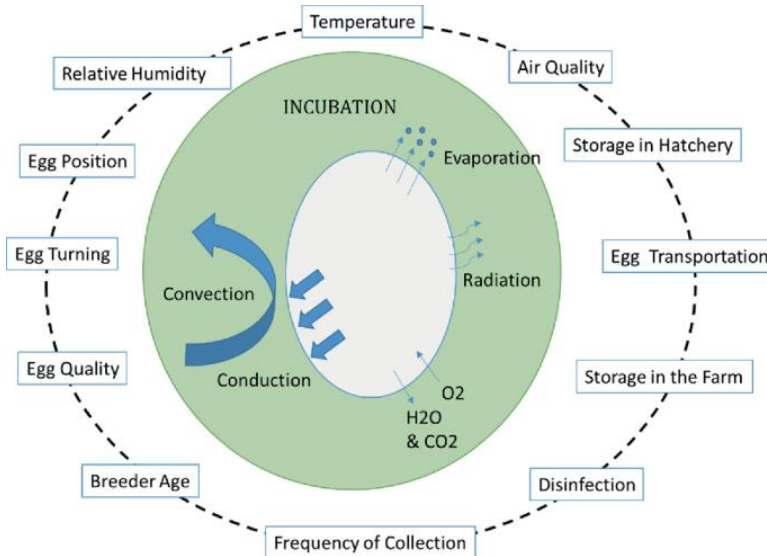 Temperature
Relative Humidity
Air Quality
INCUBATION
Egg Position
Evaporation
Storage in Hatchery
Egg Turning
Convection
Radiation
Egg Transportation
Egg Quality
Conduction
O2
H2O
& CO2
Storage in the Farm
Breeder Age
Disinfection
Frequency of Collection